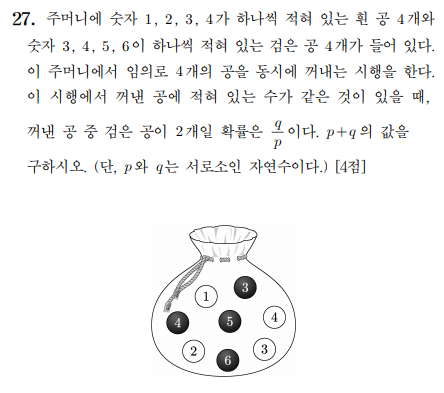 27. 주머니에 숫자 1, 2, 3, 4가 하나씩 적혀 있는 흰 공 4개와
숫자 3, 4, 5, 6이 하나씩 적혀 있는 검은 공 4개가 들어 있다.
이 주머니에서 임의로 4개의 공을 동시에 꺼내는 시행을 한다.
이 시행에서 꺼낸 공에 적혀 있는 수가 같은 것이 있을 때,
꺼낸 공 중 검은 공이 2개일 확률은 q/p 이다. p+q의 값을
구하시오. (단, p와 q는 서로소인 자연수이다.) [4점]
1 3
4 5 4
2 6 3